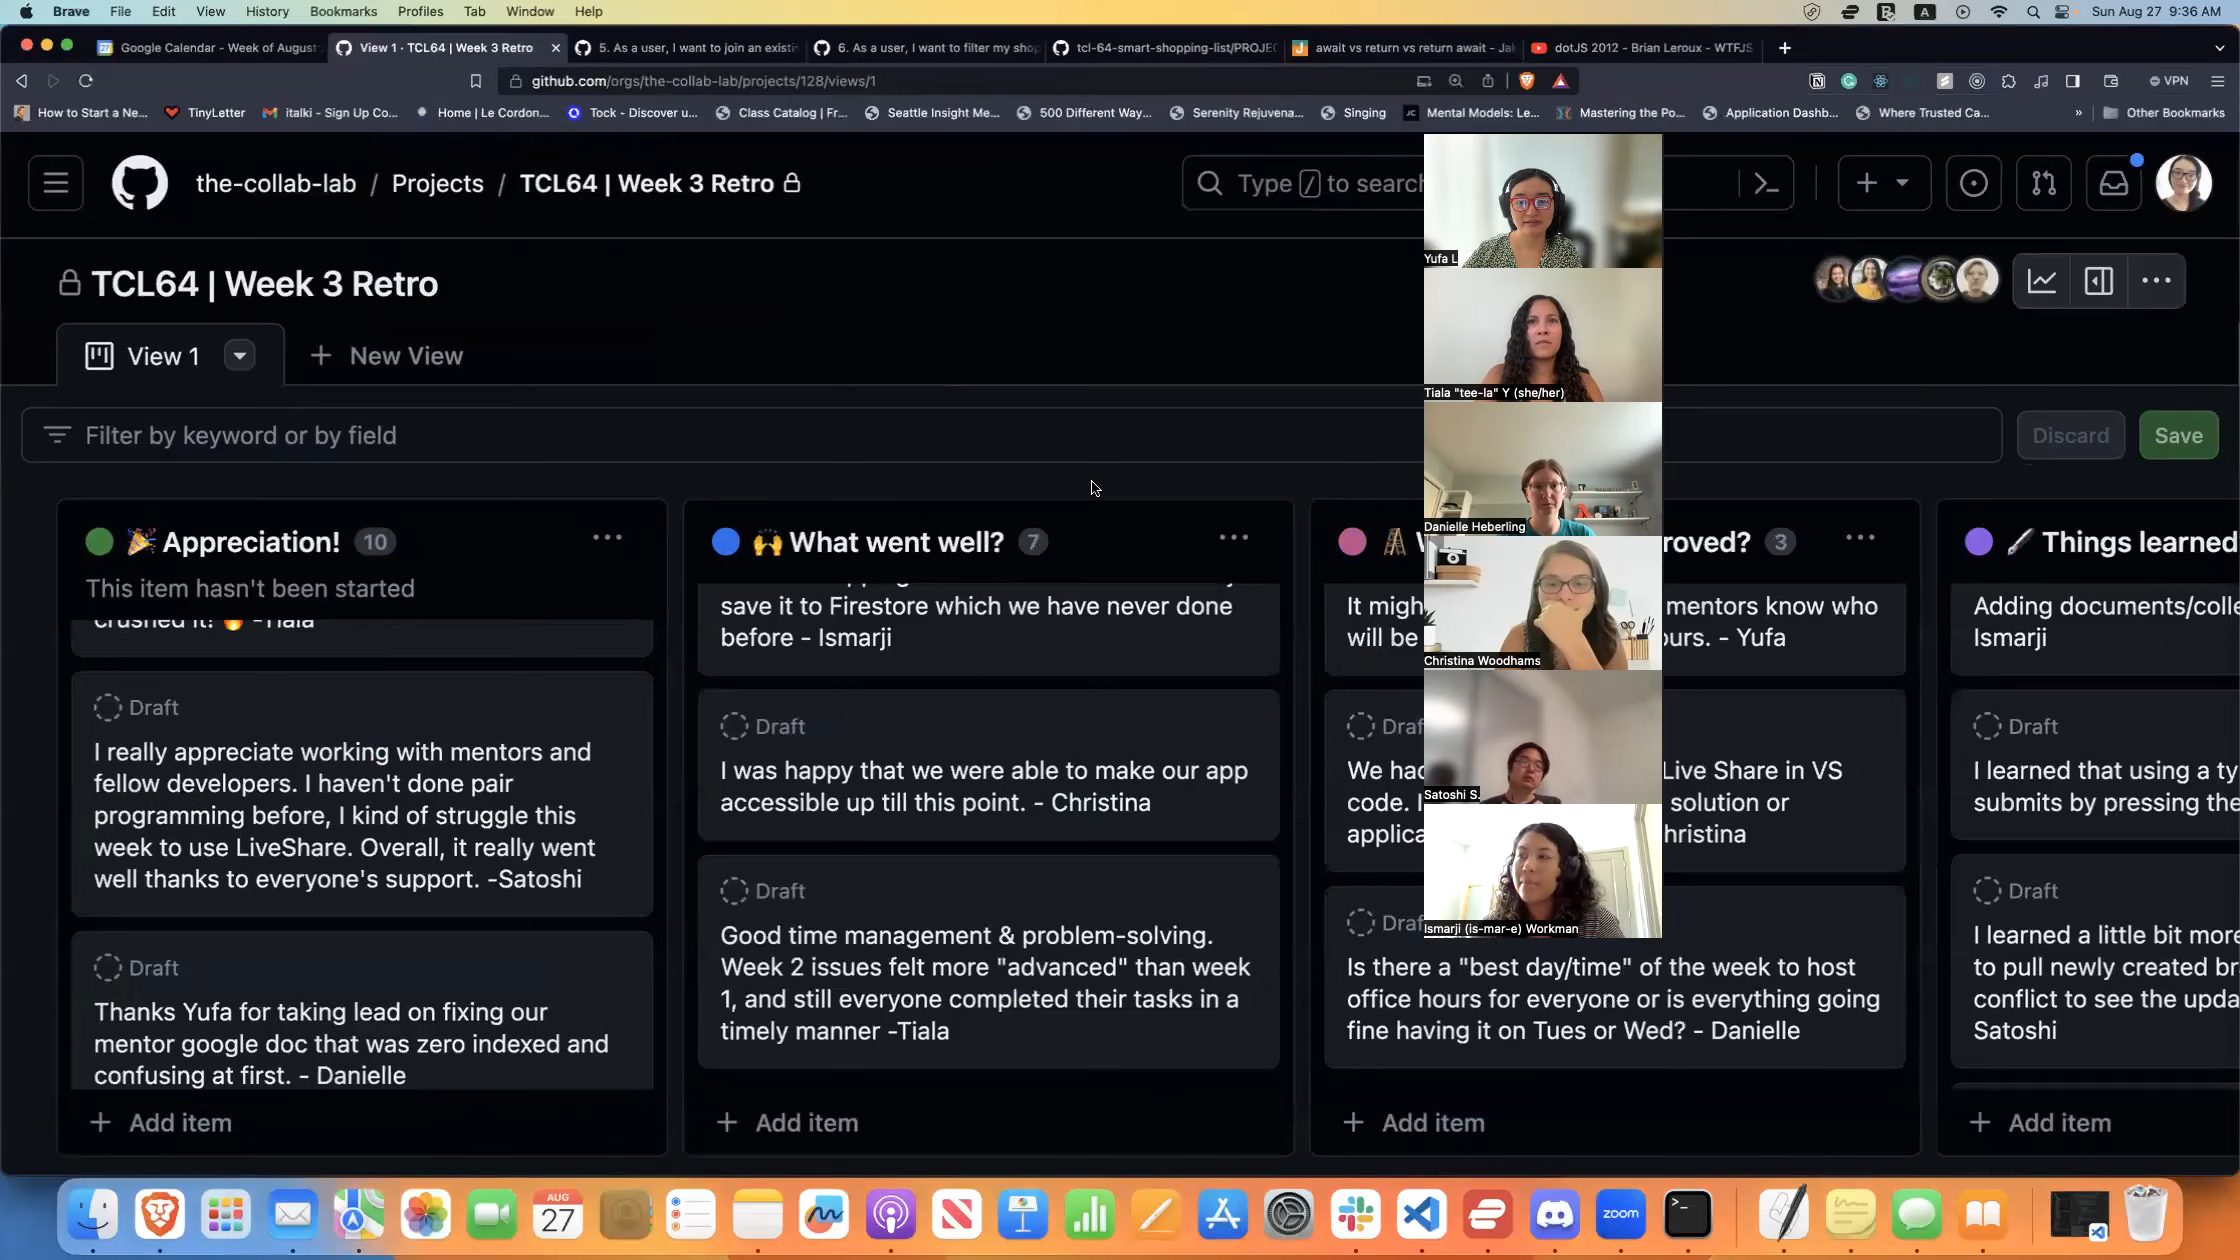 Brave File Edit View History Bookmarks Profiles Tab Window Help
Sun Aug 27 9:36 AM
Google Calendar - Week of August
View 1 · TCL64 | Week 3 Retro
5. As a user, I want to join an existi
6. As a user, I want to filter my shop
tcl-64-smart-shopping-list/PROJE
await vs return vs return await - Ja
dotJS 2012 - Brian Leroux - WTFJS
github.com/orgs/the-collab-lab/projects/128/views/1
VPN
How to Start a Ne...
TinyLetter
italki - Sign Up Co...
Home | Le Cordon...
Tock - Discover u...
Class Catalog | Fr...
Seattle Insight Me...
500 Different Way...
Serenity Rejuvena...
Singing
Mental Models: Le...
Mastering the Po...
Application Dashb...
Where Trusted Ca...
»
Other Bookmarks
the-collab-lab / Projects / TCL64 | Week 3 Retro
Type / to search
TCL64 | Week 3 Retro
View 1
New View
Filter by keyword or by field
Discard
Save
Appreciation! 10
This item hasn't been started
crushed it! 🔥 -Tiala
Draft
I really appreciate working with mentors and
fellow developers. I haven't done pair
programming before, I kind of struggle this
week to use LiveShare. Overall, it really went
well thanks to everyone's support. -Satoshi
Draft
Thanks Yufa for taking lead on fixing our
mentor google doc that was zero indexed and
confusing at first. - Danielle
+ Add item
What went well? 7
save it to Firestore which we have never done
before - Ismarji
Draft
I was happy that we were able to make our app
accessible up till this point. - Christina
Draft
Good time management & problem-solving.
Week 2 issues felt more "advanced" than week
1, and still everyone completed their tasks in a
timely manner -Tiala
+ Add item
roved? 3
It migh mentors know who
will be urs. - Yufa
Draf
We had Live Share in VS
code. I solution or
applica hristina
Draf
Is there a "best day/time" of the week to host
office hours for everyone or is everything going
fine having it on Tues or Wed? - Danielle
+ Add item
Things learned
Adding documents/colle
Ismarji
Draft
I learned that using a ty
submits by pressing the
Draft
I learned a little bit more
to pull newly created br
conflict to see the upda
Satoshi
+ Add item
Yufa L
Tiala "tee-la" Y (she/her)
Danielle Heberling
Christina Woodhams
Satoshi S.
Ismarji (is-mar-e) Workman
AUG
27
zoom